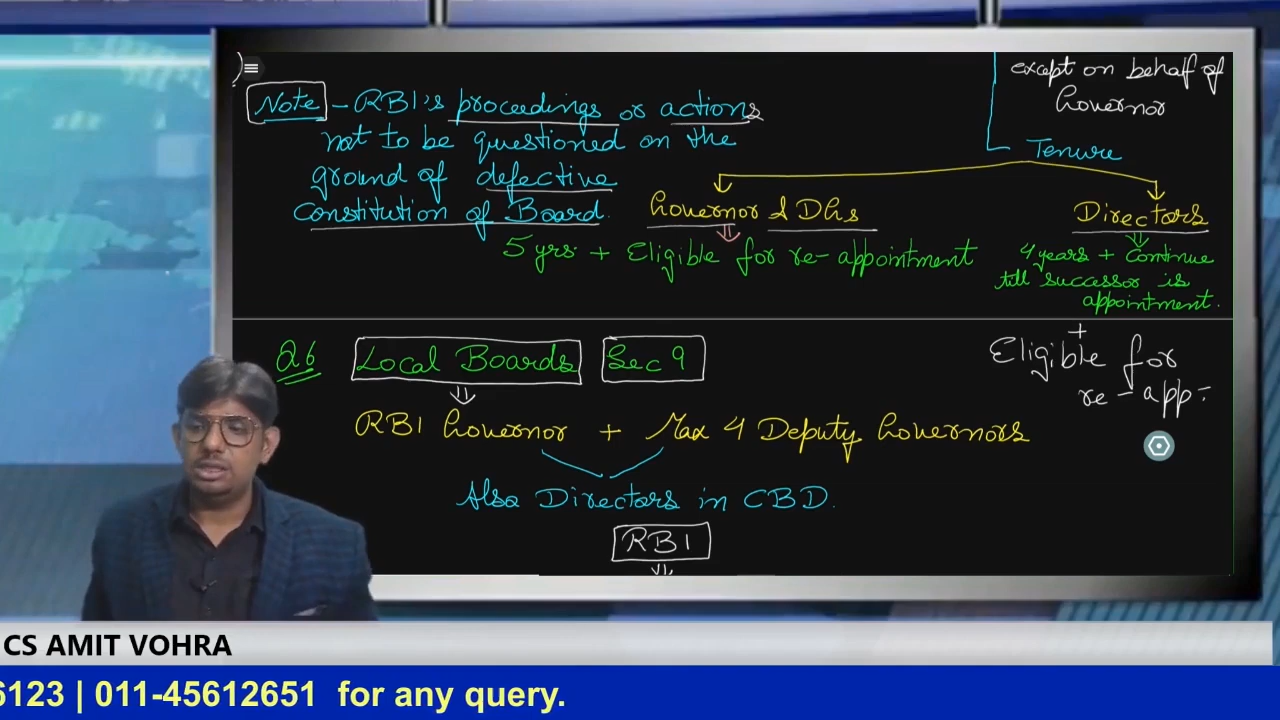 except on behalf of
Governor
Note - RBI's proceedings or actions
not to be questioned on the
ground of defective
Constitution of Board.
Tenure
Governor & DGs
Directors
5 yrs + Eligible for re-appointment
4 years + Continue
till successor is
appointment.
+
Eligible for
re-app:
Q6 Local Boards Sec 9
RBI Governor + Max 4 Deputy Governors
Also Directors in CBD.
RBI
CS AMIT VOHRA
6123 | 011-45612651 for any query.